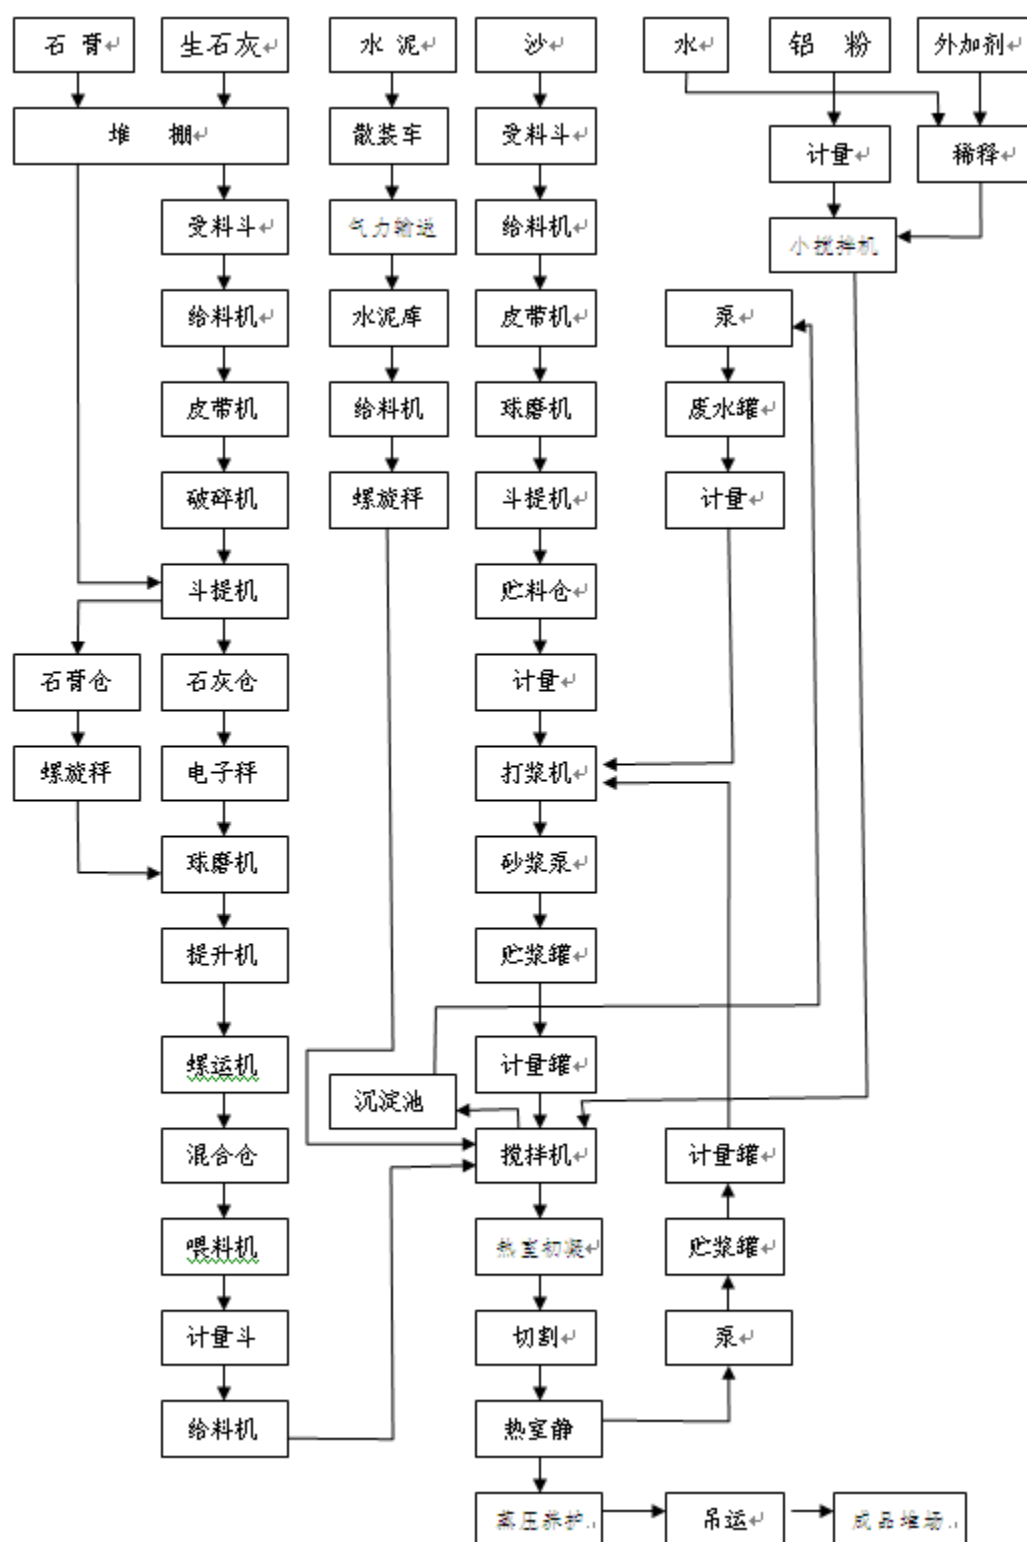 石 膏
生石灰
水 泥
沙
水
铝 粉
外加剂
堆 棚
散装车
受料斗
计量
稀释
受料斗
气力输送
给料机
小搅拌机
给料机
水泥库
皮带机
泵
皮带机
给料机
球磨机
废水罐
破碎机
螺旋秤
斗提机
计量
斗提机
贮料仓
石膏仓
石灰仓
计量
螺旋秤
电子秤
打浆机
球磨机
砂浆泵
提升机
贮浆罐
螺运机
计量罐
沉淀池
混合仓
搅拌机
计量罐
喂料机
热室初凝
贮浆罐
计量斗
切割
泵
给料机
热室静
蒸压养护
吊运
成品堆场